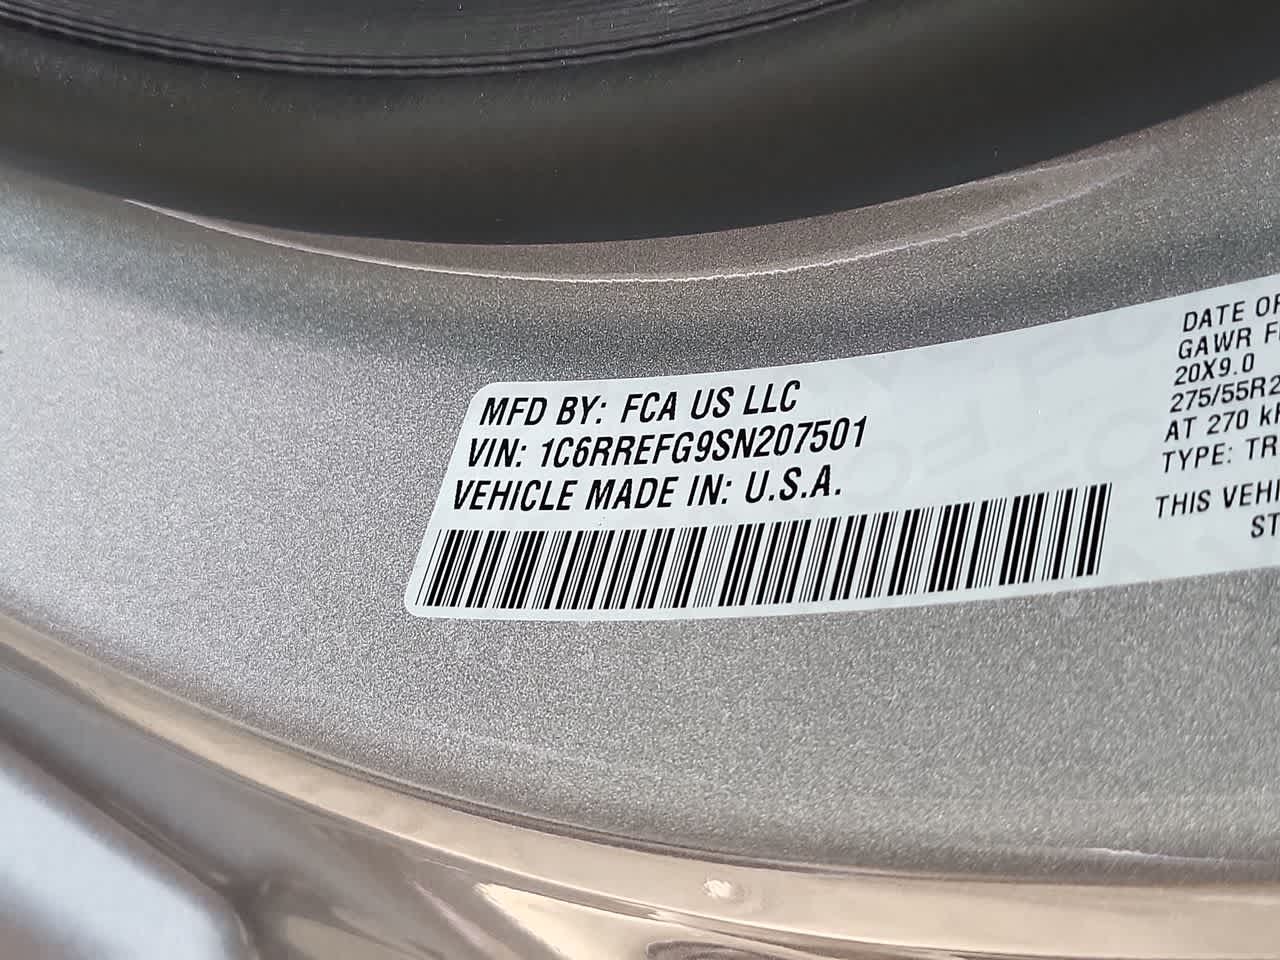 MFD BY: FCA US LLC
VIN: 1C6RREFG9SN207501
VEHICLE MADE IN: U.S.A.
DATE OF
GAWR
20X9.0
275/55R2
AT 270
TYPE: TR
THIS VEHI
ST